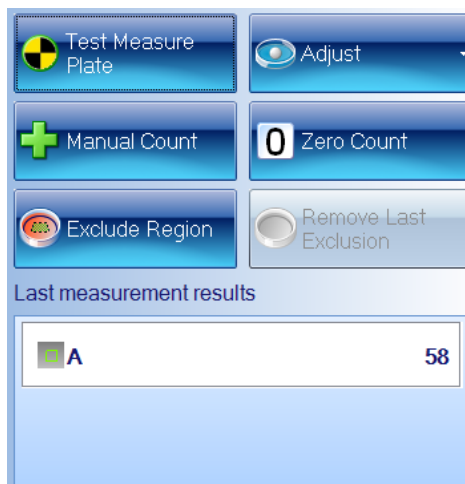 Test Measure
Plate
Adjust
Manual Count
0 Zero Count
Exclude Region
Remove Last
Exclusion
Last measurement results
A 58